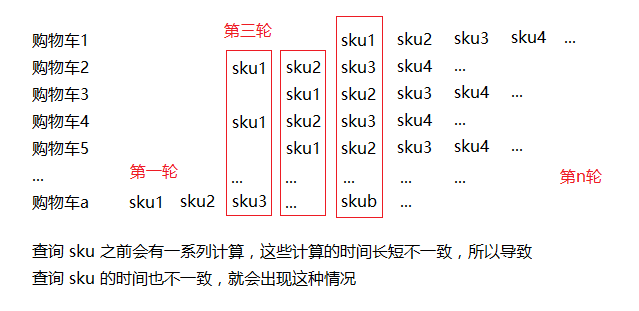 第三轮
购物车1 sku1 sku2 sku3 sku4 ...
购物车2 sku1 sku2 sku3 sku4 ...
购物车3 sku1 sku2 sku3 sku4 ...
购物车4 sku1 sku2 sku3 sku4 ...
购物车5 sku1 sku2 sku3 sku4 ...
第一轮
... ... ... ... ... ... 第n轮
购物车a sku1 sku2 sku3 ... skub ...
查询 sku 之前会有一系列计算，这些计算的时间长短不一致，所以导致
查询 sku 的时间也不一致，就会出现这种情况